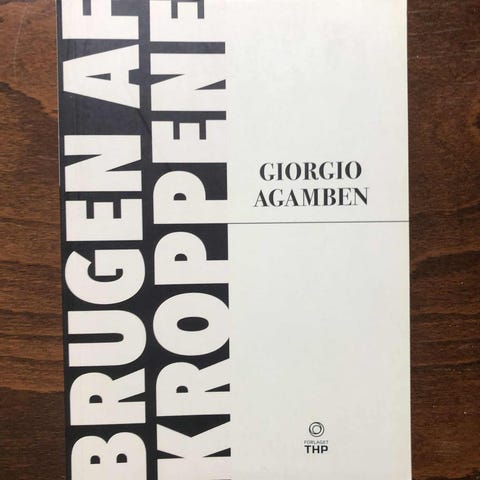 BRUGEN AF
KROPPENE
GIORGIO
AGAMBEN
FORLAGET
THP